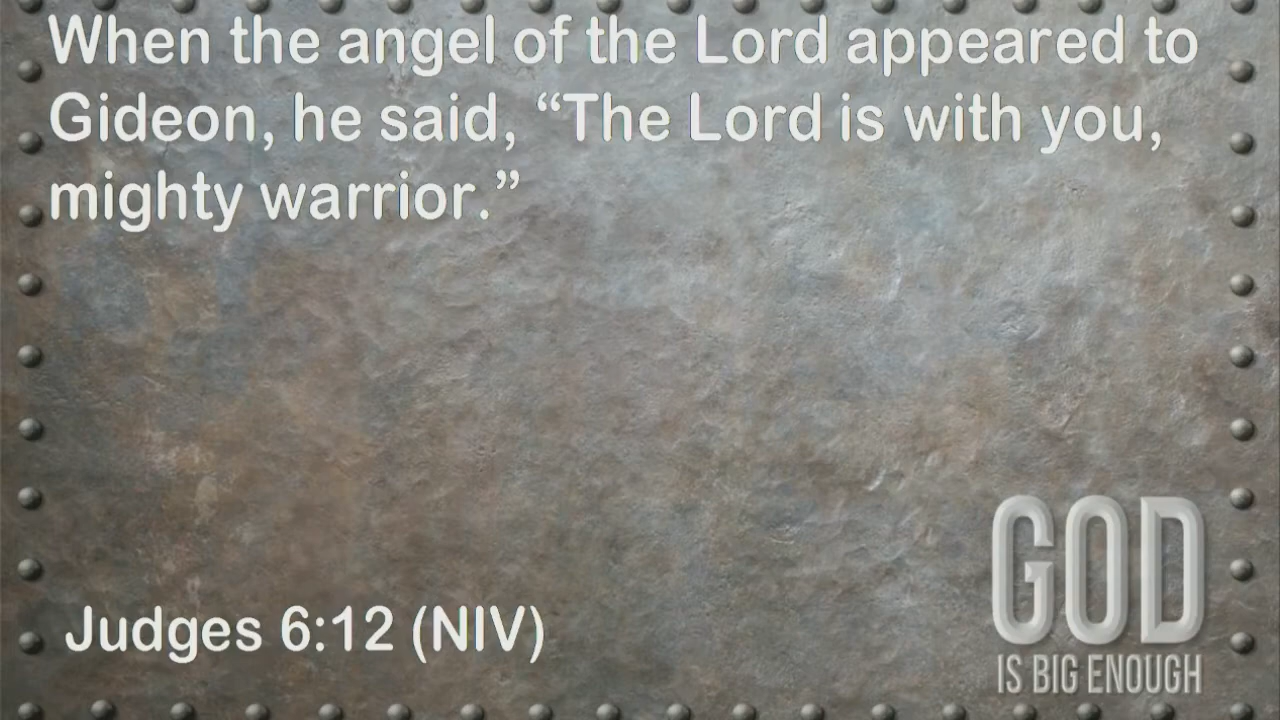 When the angel of the Lord appeared to
Gideon, he said, “The Lord is with you,
mighty warrior.”
Judges 6:12 (NIV)
GOD
IS BIG ENOUGH